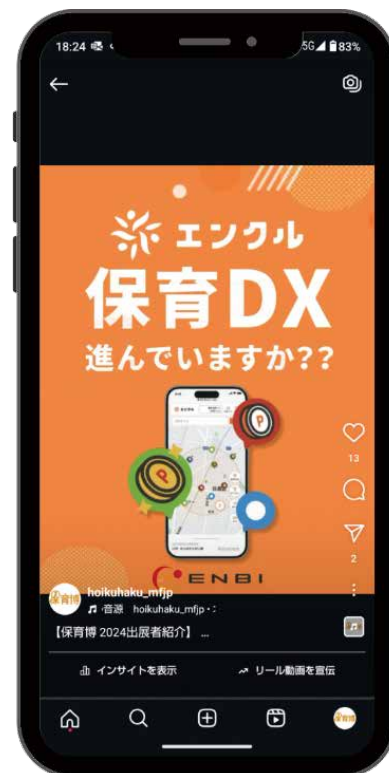 18:24
5G 83%
エンクル
保育DX
進んでいますか??
P
P
ENBI
13
2
保育博
hoikuhaku_mfjp
音源 hoikuhaku_mfjp・
【保育博 2024出展者紹介】 ...
インサイトを表示
リール動画を宣伝
保育博